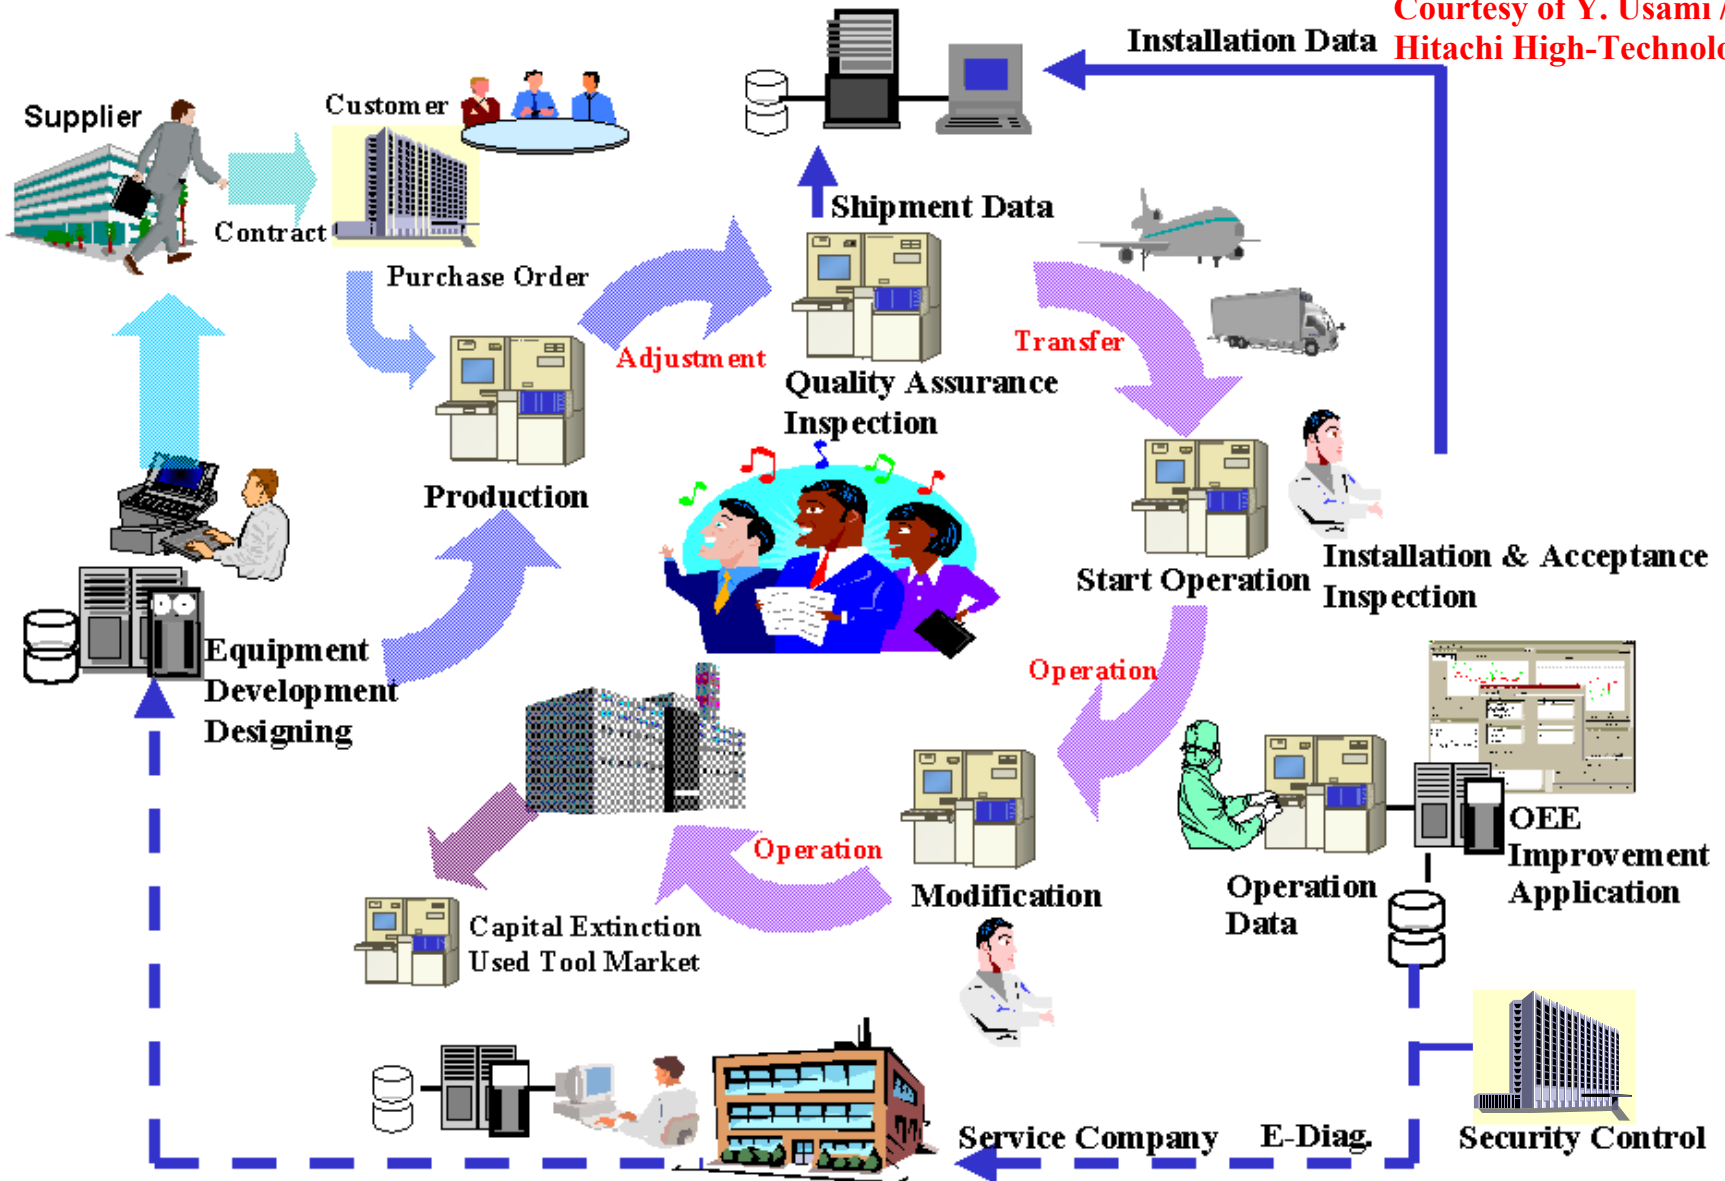 Courtesy of Y. Usami /
Hitachi High-Technolo
Installation Data
Supplier
Customer
Contract
Shipment Data
Purchase Order
Adjustment
Transfer
Quality Assurance
Inspection
Production
Start Operation
Installation & Acceptance
Inspection
Equipment
Development
Designing
Operation
Operation
Modification
OEE
Improvement
Application
Operation
Data
Capital Extinction
Used Tool Market
Service Company
E-Diag.
Security Control